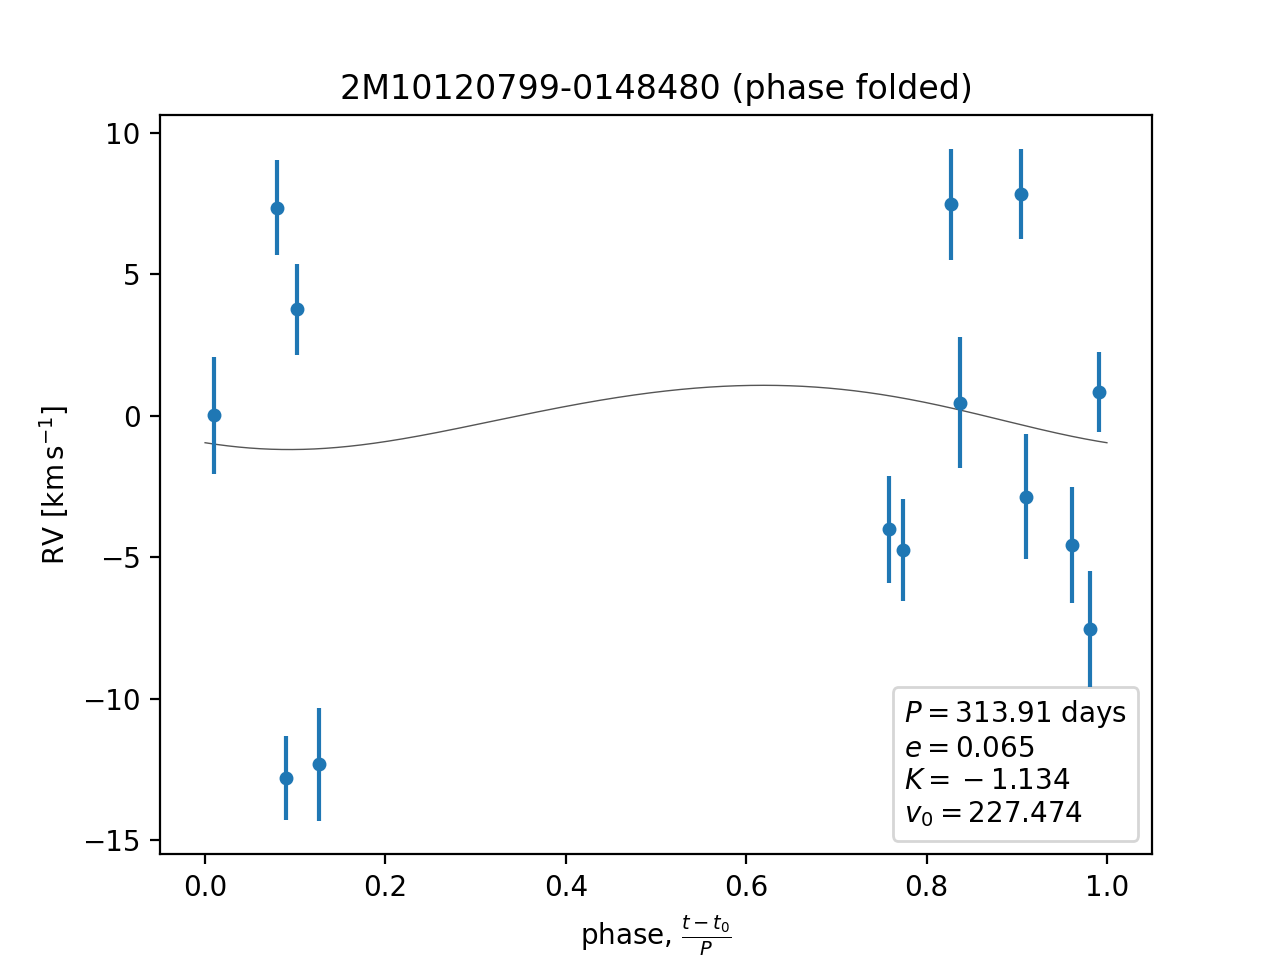 2M10120799-0148480 (phase folded)
10
5
0
−5
−10
−15
RV [km s⁻¹]
P = 313.91 days
e = 0.065
K = −1.134
v₀ = 227.474
0.0 0.2 0.4 0.6 0.8 1.0
phase, (t − t₀)/P